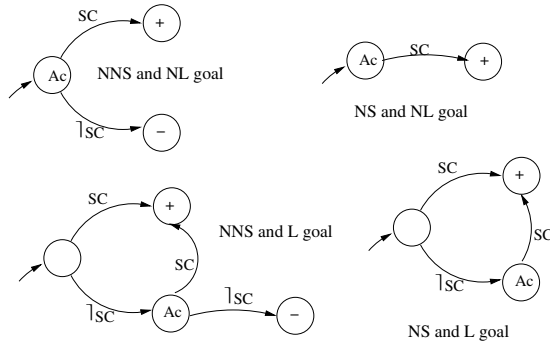 SC
+
Ac
NNS and NL goal
⌉SC
−
Ac
SC
+
NS and NL goal
SC
+
NNS and L goal
SC
⌉SC
Ac
⌉SC
−
SC
+
SC
⌉SC
Ac
NS and L goal